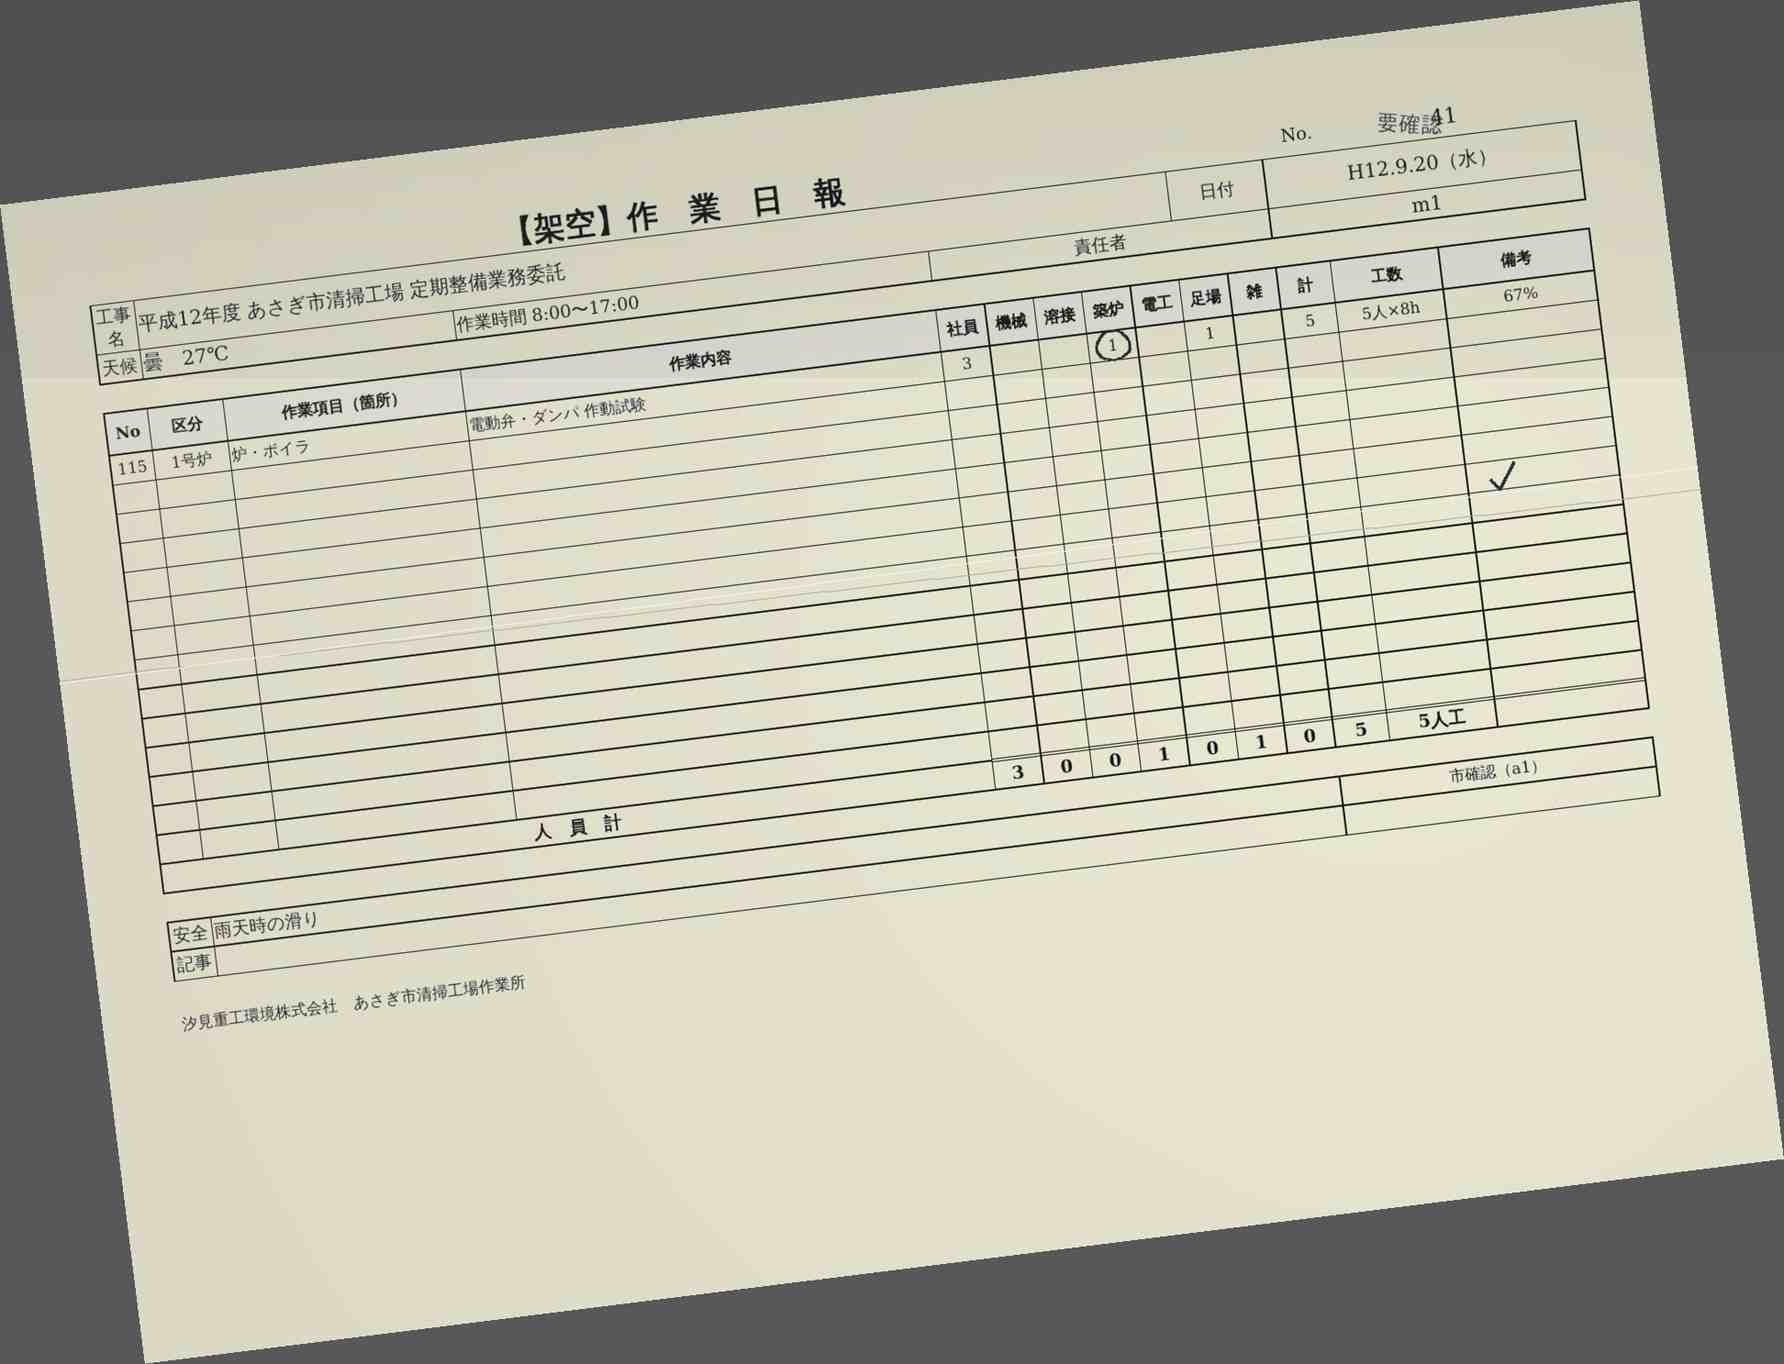 No. 要確認 41
【架空】作 業 日 報
工事名 平成12年度 あさぎ市清掃工場 定期整備業務委託 日付 H12.9.20（水）
天候 曇 27℃ 作業時間 8:00〜17:00 責任者 m1
No 区分 作業項目（箇所） 作業内容 社員 機械 溶接 築炉 電工 足場 雑 計 工数 備考
115 1号炉 炉・ボイラ 電動弁・ダンパ 作動試験 3 1 1 5 5人×8h 67%
人 員 計 3 0 0 1 0 1 0 5 5人工
安全 雨天時の滑り 市確認（a1）
記事
汐見重工環境株式会社 あさぎ市清掃工場作業所